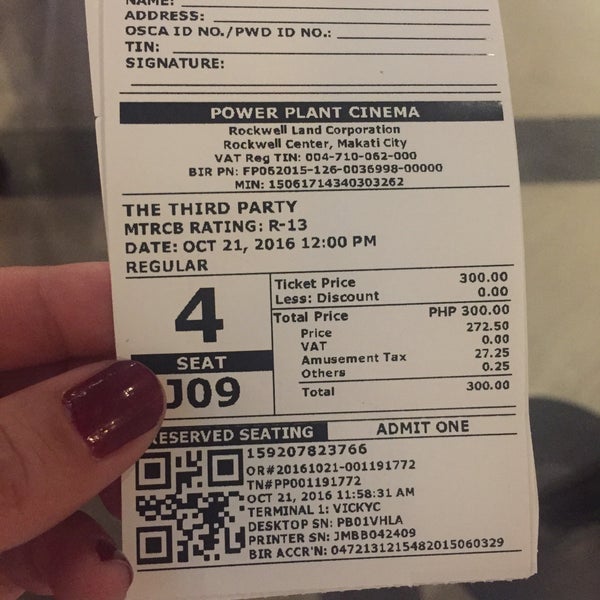 NAME:
ADDRESS:
OSCA ID NO./PWD ID NO.:
TIN:
SIGNATURE:
POWER PLANT CINEMA
Rockwell Land Corporation
Rockwell Center, Makati City
VAT Reg TIN: 004-710-062-000
BIR PN: FP062015-126-0036998-00000
MIN: 15061714340303262
THE THIRD PARTY
MTRCB RATING: R-13
DATE: OCT 21, 2016 12:00 PM
REGULAR
4
SEAT
J09
Ticket Price 300.00
Less: Discount 0.00
Total Price PHP 300.00
Price 272.50
VAT 0.00
Amusement Tax 27.25
Others 0.25
Total 300.00
RESERVED SEATING ADMIT ONE
159207823766
OR#20161021-001191772
TN#PP001191772
OCT 21, 2016 11:58:31 AM
TERMINAL 1: VICKYC
DESKTOP SN: PB01VHLA
PRINTER SN: JMBB042409
BIR ACCR'N: 0472131215482015060329